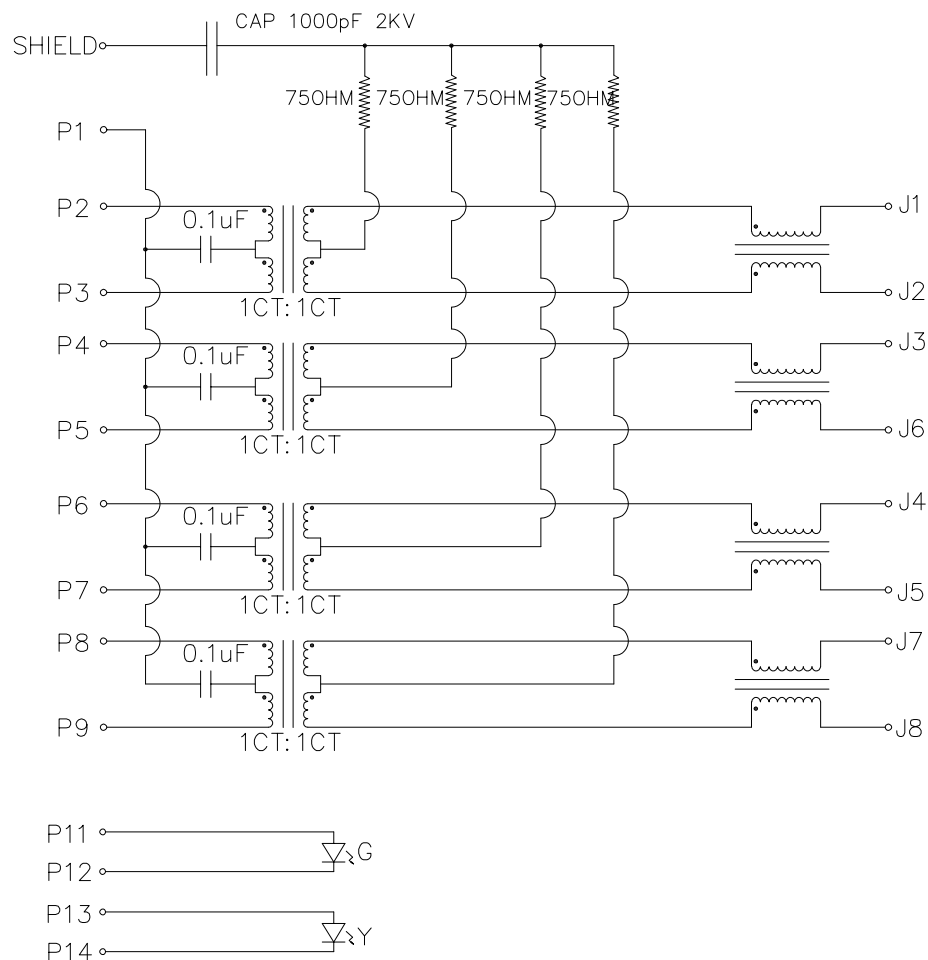 CAP 1000pF 2KV
SHIELD
75OHM 75OHM 75OHM 75OHM
P1
P2 0.1uF J1
P3 1CT:1CT J2
P4 0.1uF J3
P5 1CT:1CT J6
P6 0.1uF J4
P7 1CT:1CT J5
P8 0.1uF J7
P9 1CT:1CT J8
P11
G
P12
P13
Y
P14